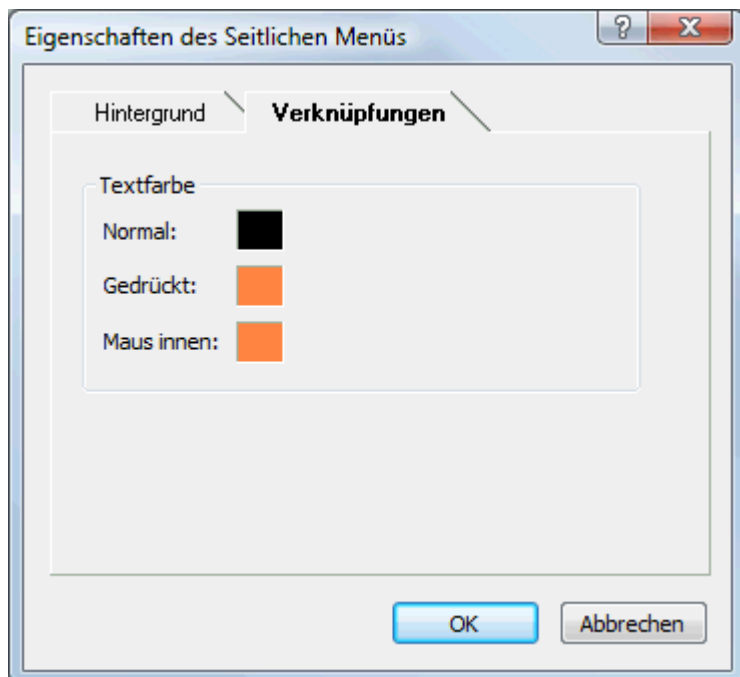 Eigenschaften des Seitlichen Menüs
?
X
Hintergrund Verknüpfungen
Textfarbe
Normal:
Gedrückt:
Maus innen:
OK Abbrechen